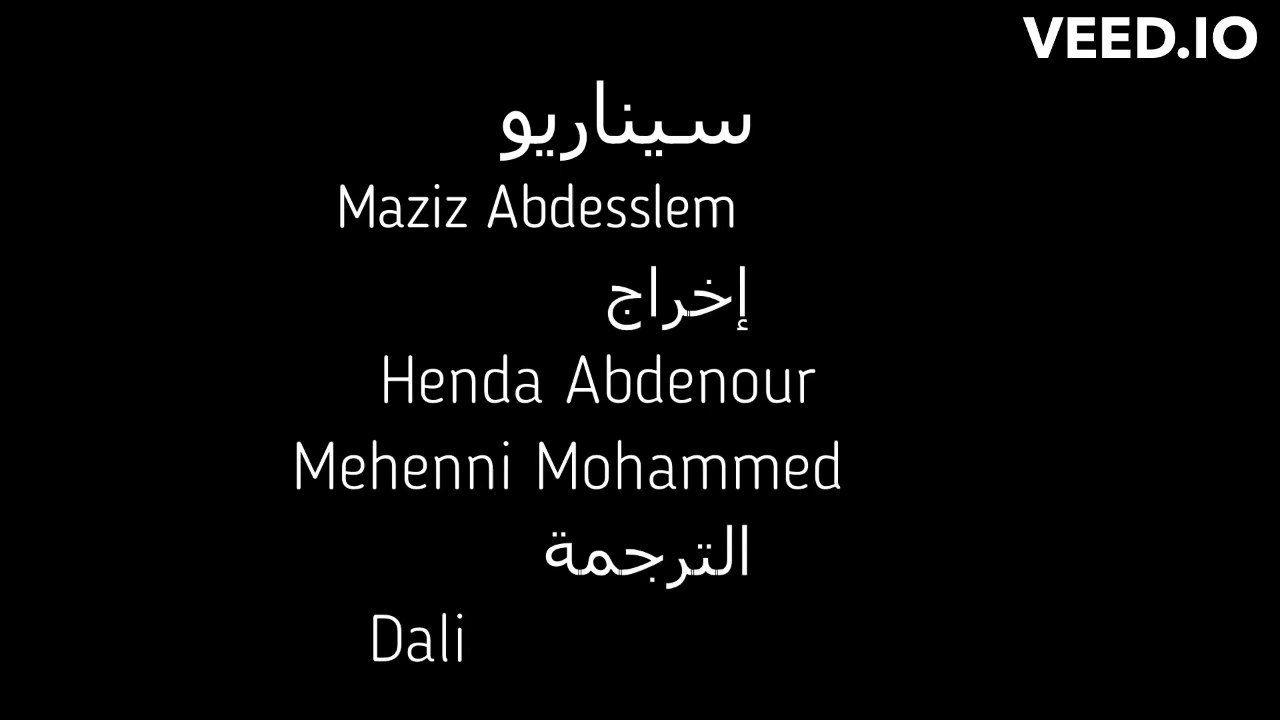 VEED.IO
سيناريو
Maziz Abdesslem
إخراج
Henda Abdenour
Mehenni Mohammed
الترجمة
Dali